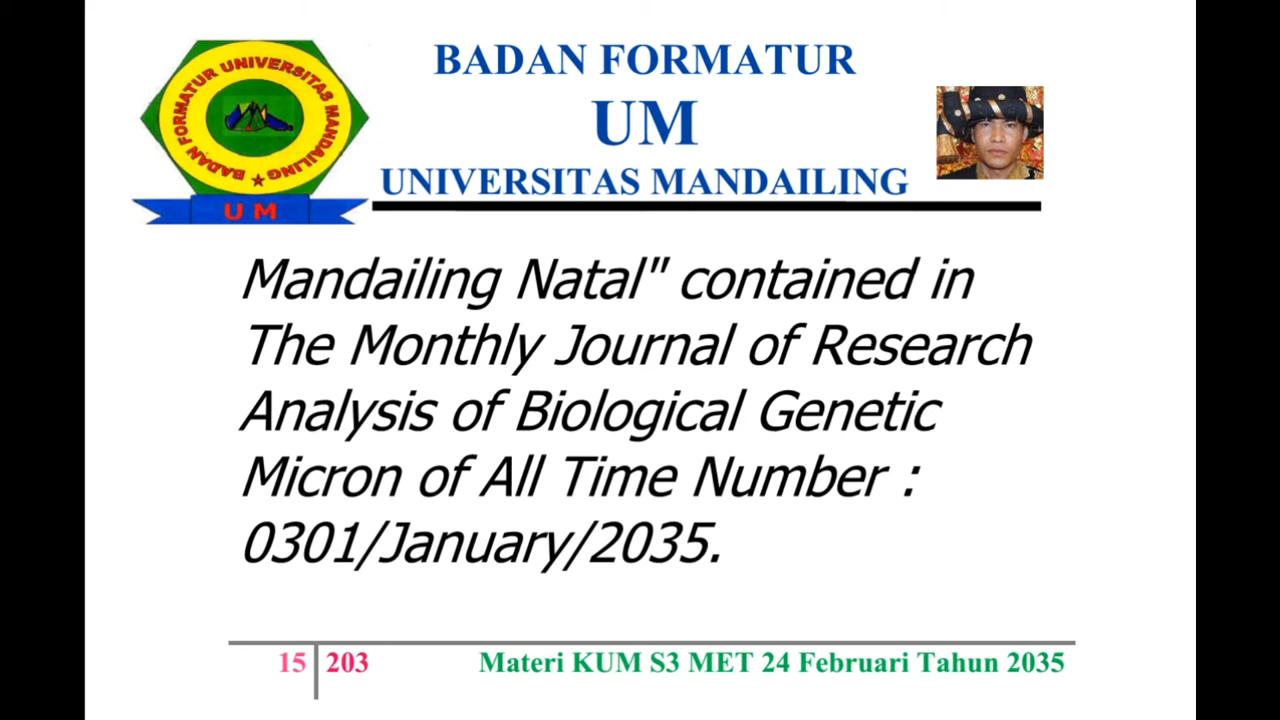 BADAN FORMATUR UNIVERSITAS MANDAILING
U M
BADAN FORMATUR
UM
UNIVERSITAS MANDAILING
Mandailing Natal" contained in
The Monthly Journal of Research
Analysis of Biological Genetic
Micron of All Time Number :
0301/January/2035.
15 203 Materi KUM S3 MET 24 Februari Tahun 2035